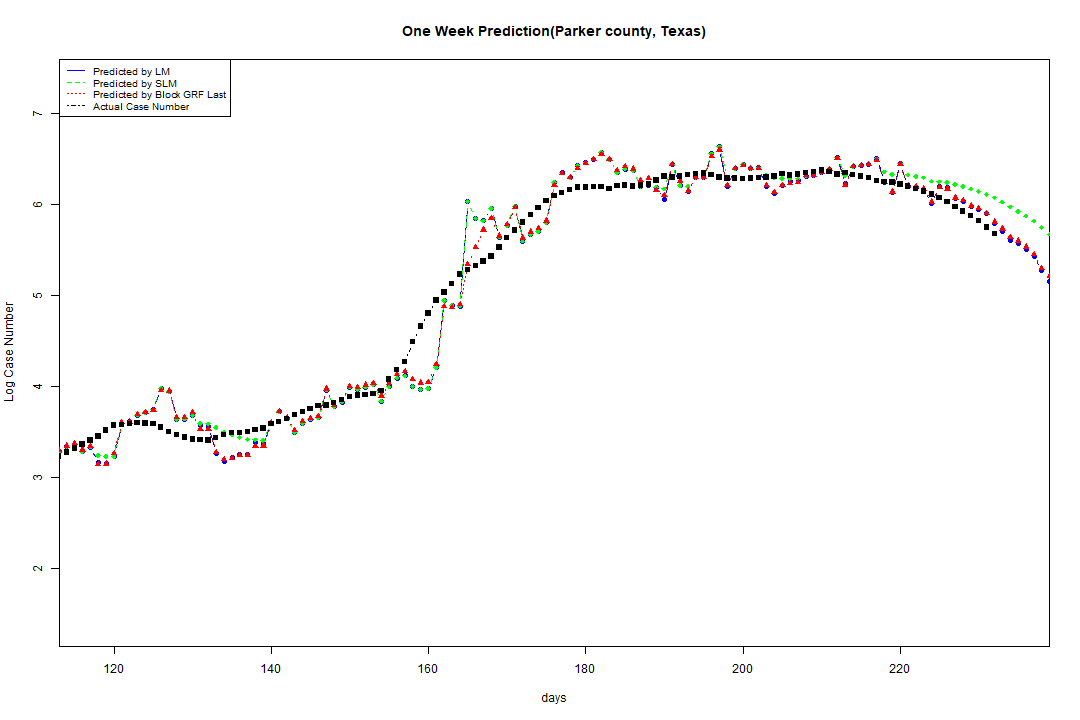 One Week Prediction(Parker county, Texas)
Predicted by LM
Predicted by SLM
Predicted by Block GRF Last
Actual Case Number
7
6
5
4
3
2
Log Case Number
120 140 160 180 200 220
days